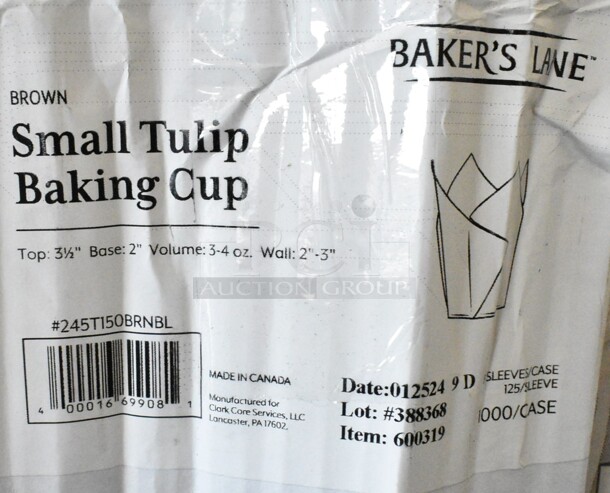 BAKER'S LANE™
BROWN
Small Tulip
Baking Cup
Top: 3½" Base: 2" Volume: 3-4 oz. Wall: 2"-3"
PCI
AUCTION GROUP
#245T150BRNBL
4 00016 69908 1
MADE IN CANADA
Manufactured for
Clark Core Services, LLC
Lancaster, PA 17602.
Date:012524 9 D
Lot: #388368
Item: 600319
SLEEVES/CASE
125/SLEEVE
1000/CASE